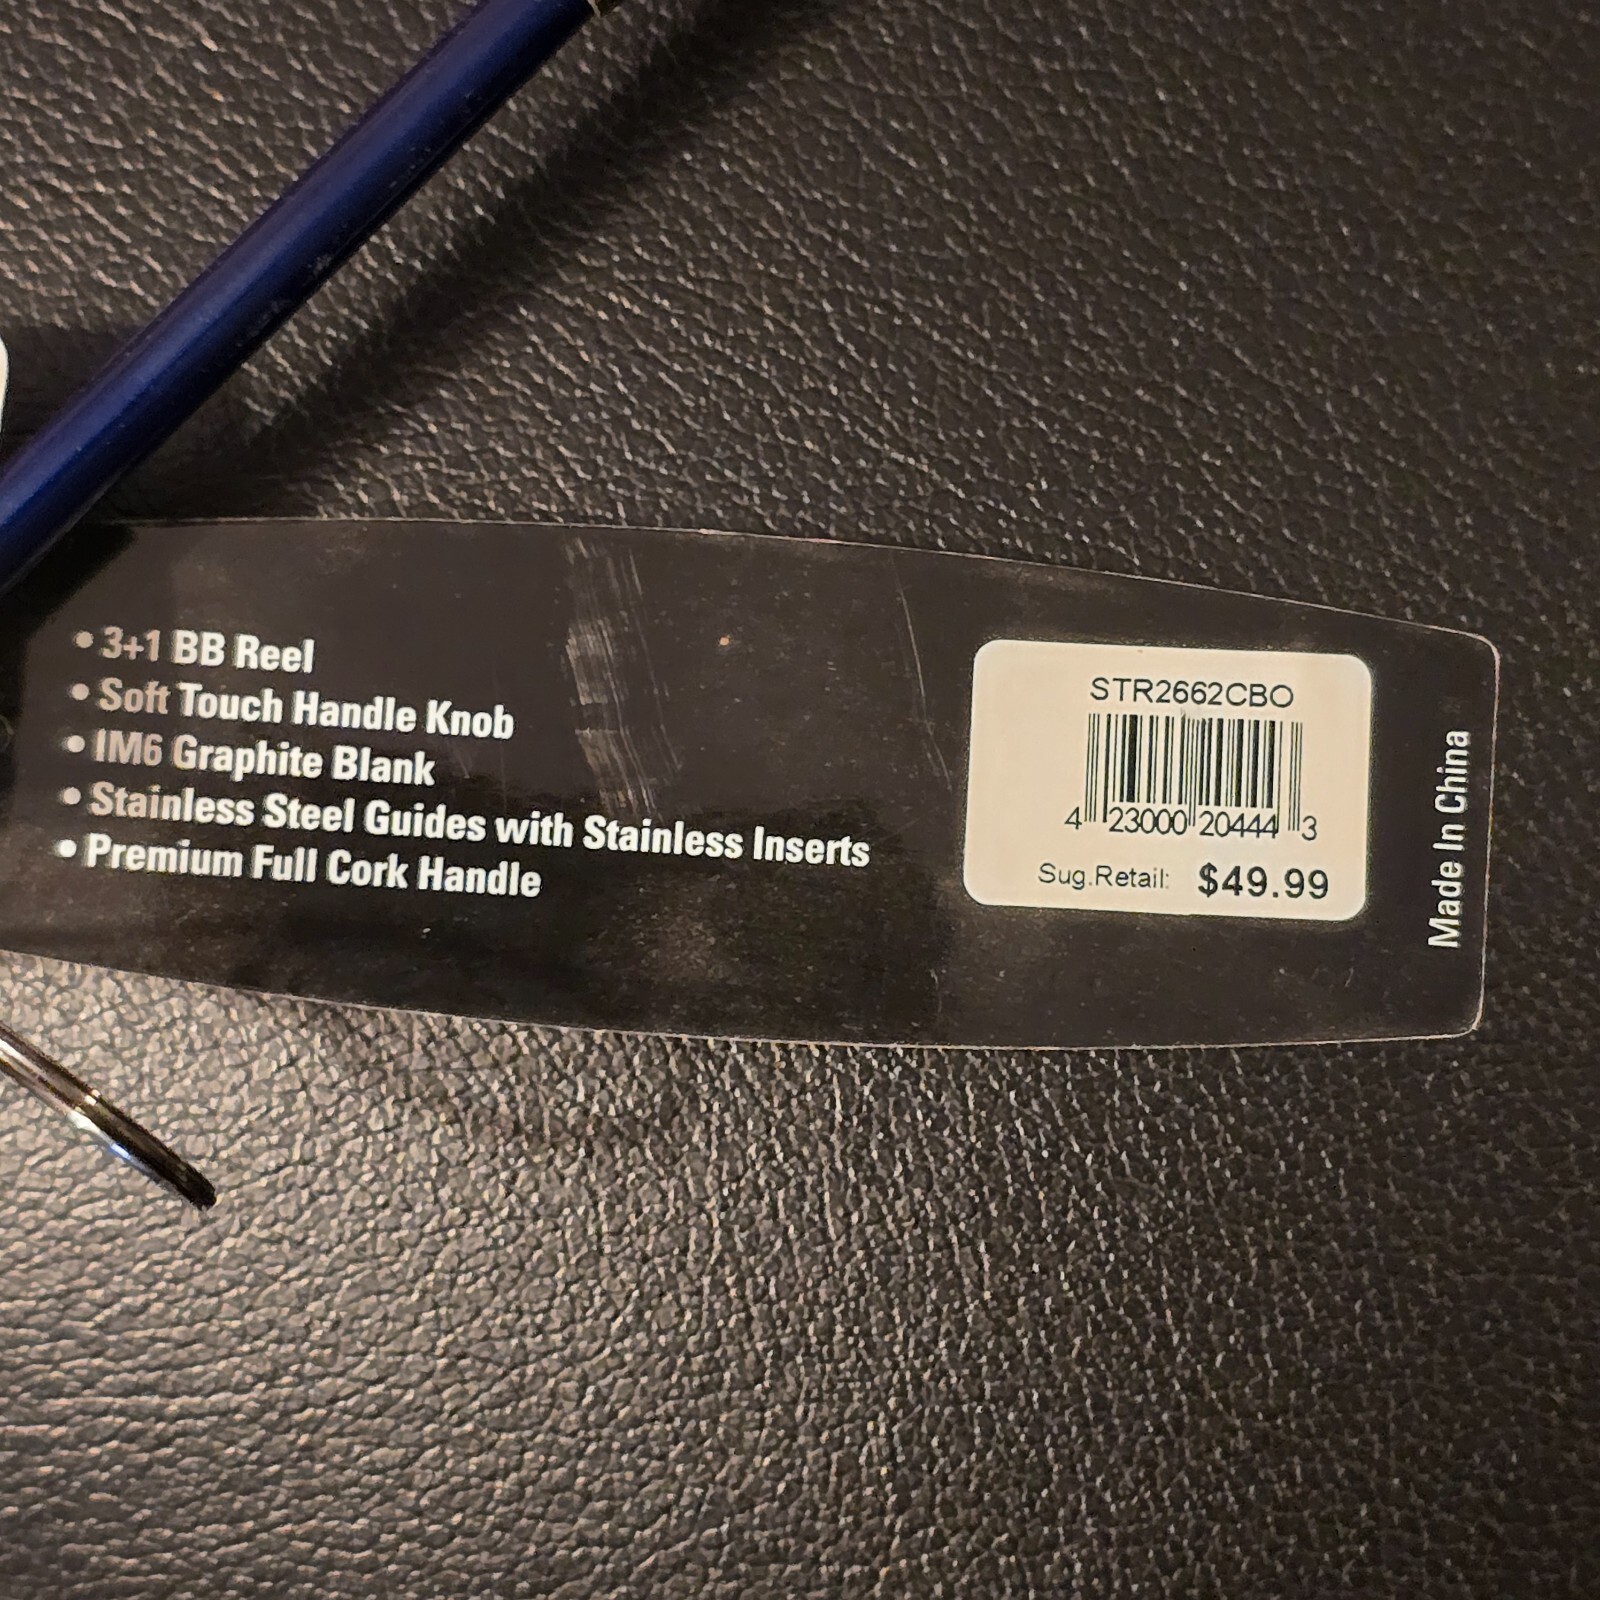 • 3+1 BB Reel
• Soft Touch Handle Knob
• IM6 Graphite Blank
• Stainless Steel Guides with Stainless Inserts
• Premium Full Cork Handle
STR2662CBO
4 23000 20444 3
Sug.Retail: $49.99
Made In China